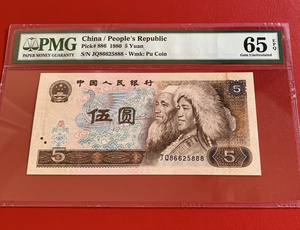 PMG
PAPER MONEY GUARANTY
China / People's Republic
Pick# 886 1980 5 Yuan
S/N JQ86625888 - Wmk: Pu Coin
65 EPQ
Gem Uncirculated
中国人民银行
5
伍圆
JQ86625888
5